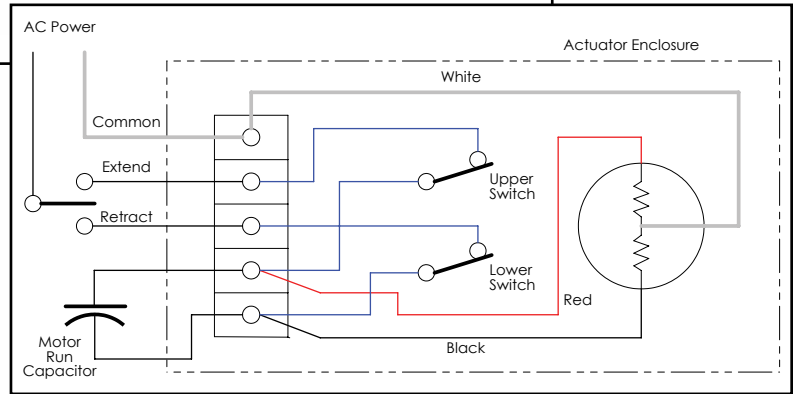 AC Power
Actuator Enclosure
White
Common
Extend
Upper
Switch
Retract
Lower
Switch
Red
Motor
Run
Capacitor
Black